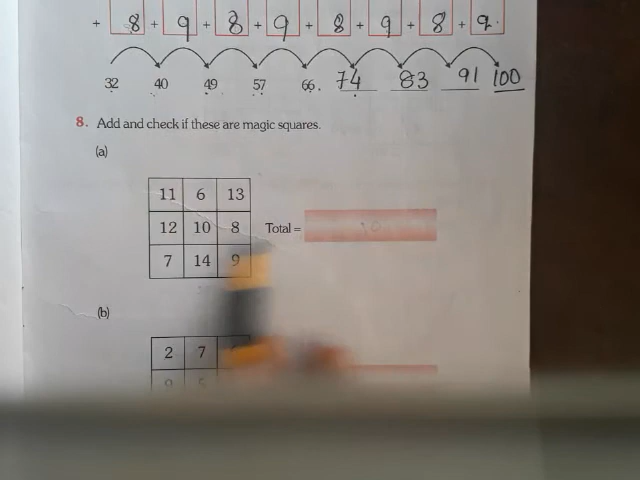 + 8 + 9 + 8 + 9 + 8 + 9 + 8 + 9
32 40 49 57 66. 74 83 91 100
8. Add and check if these are magic squares.
(a)
11 6 13
12 10 8 Total =
7 14 9
(b)
2 7
9 5